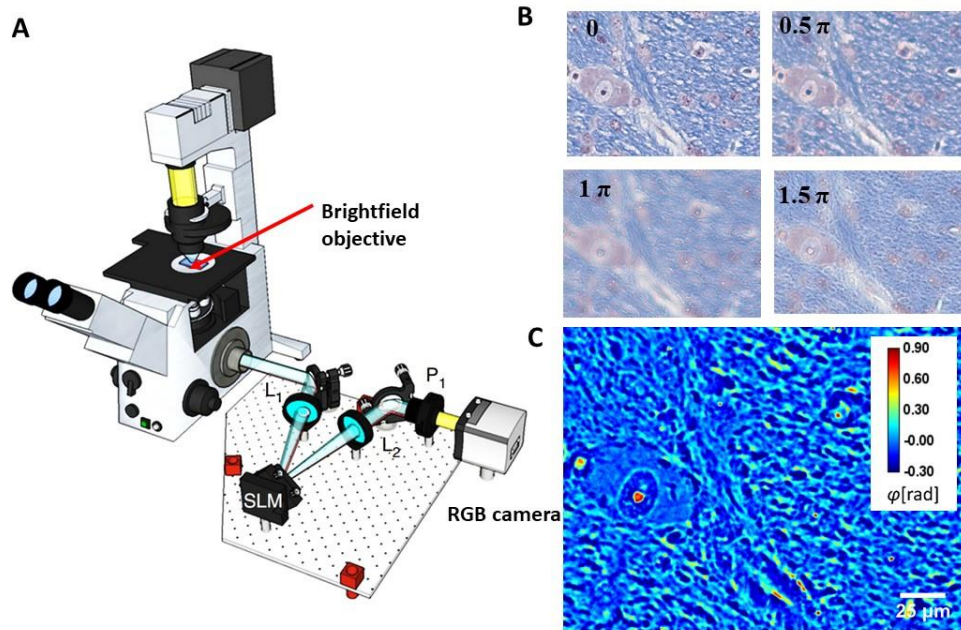 A
Brightfield
objective
L1
P1
L2
SLM
RGB camera
B
0
0.5 π
1 π
1.5 π
C
0.90
0.60
0.30
-0.00
-0.30
φ[rad]
25 µm